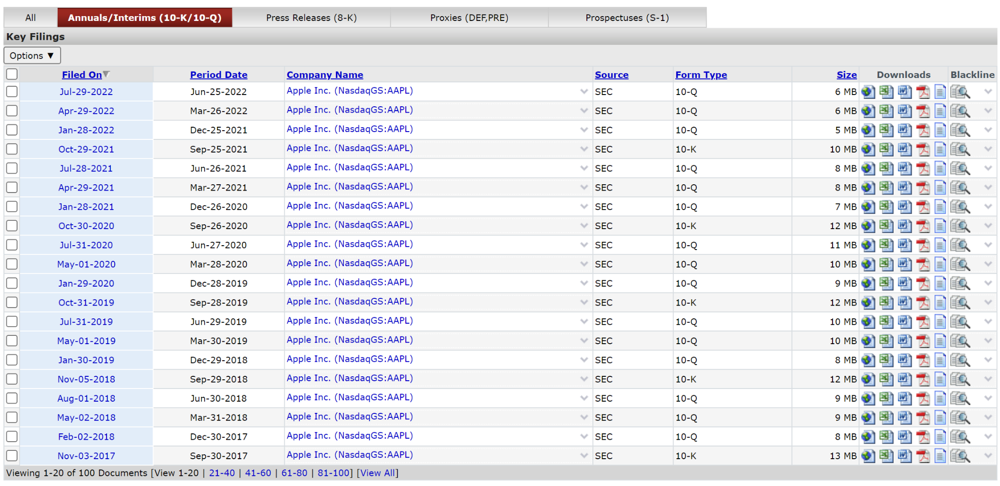 All Annuals/Interims (10-K/10-Q) Press Releases (8-K) Proxies (DEF,PRE) Prospectuses (S-1)
Key Filings
Options ▼
Filed On Period Date Company Name Source Form Type Size Downloads Blackline
Jul-29-2022 Jun-25-2022 Apple Inc. (NasdaqGS:AAPL) SEC 10-Q 6 MB
Apr-29-2022 Mar-26-2022 Apple Inc. (NasdaqGS:AAPL) SEC 10-Q 6 MB
Jan-28-2022 Dec-25-2021 Apple Inc. (NasdaqGS:AAPL) SEC 10-Q 5 MB
Oct-29-2021 Sep-25-2021 Apple Inc. (NasdaqGS:AAPL) SEC 10-K 10 MB
Jul-28-2021 Jun-26-2021 Apple Inc. (NasdaqGS:AAPL) SEC 10-Q 8 MB
Apr-29-2021 Mar-27-2021 Apple Inc. (NasdaqGS:AAPL) SEC 10-Q 8 MB
Jan-28-2021 Dec-26-2020 Apple Inc. (NasdaqGS:AAPL) SEC 10-Q 7 MB
Oct-30-2020 Sep-26-2020 Apple Inc. (NasdaqGS:AAPL) SEC 10-K 12 MB
Jul-31-2020 Jun-27-2020 Apple Inc. (NasdaqGS:AAPL) SEC 10-Q 11 MB
May-01-2020 Mar-28-2020 Apple Inc. (NasdaqGS:AAPL) SEC 10-Q 10 MB
Jan-29-2020 Dec-28-2019 Apple Inc. (NasdaqGS:AAPL) SEC 10-Q 9 MB
Oct-31-2019 Sep-28-2019 Apple Inc. (NasdaqGS:AAPL) SEC 10-K 12 MB
Jul-31-2019 Jun-29-2019 Apple Inc. (NasdaqGS:AAPL) SEC 10-Q 10 MB
May-01-2019 Mar-30-2019 Apple Inc. (NasdaqGS:AAPL) SEC 10-Q 10 MB
Jan-30-2019 Dec-29-2018 Apple Inc. (NasdaqGS:AAPL) SEC 10-Q 8 MB
Nov-05-2018 Sep-29-2018 Apple Inc. (NasdaqGS:AAPL) SEC 10-K 12 MB
Aug-01-2018 Jun-30-2018 Apple Inc. (NasdaqGS:AAPL) SEC 10-Q 9 MB
May-02-2018 Mar-31-2018 Apple Inc. (NasdaqGS:AAPL) SEC 10-Q 9 MB
Feb-02-2018 Dec-30-2017 Apple Inc. (NasdaqGS:AAPL) SEC 10-Q 8 MB
Nov-03-2017 Sep-30-2017 Apple Inc. (NasdaqGS:AAPL) SEC 10-K 13 MB
Viewing 1-20 of 100 Documents [View 1-20 | 21-40 | 41-60 | 61-80 | 81-100] [View All]